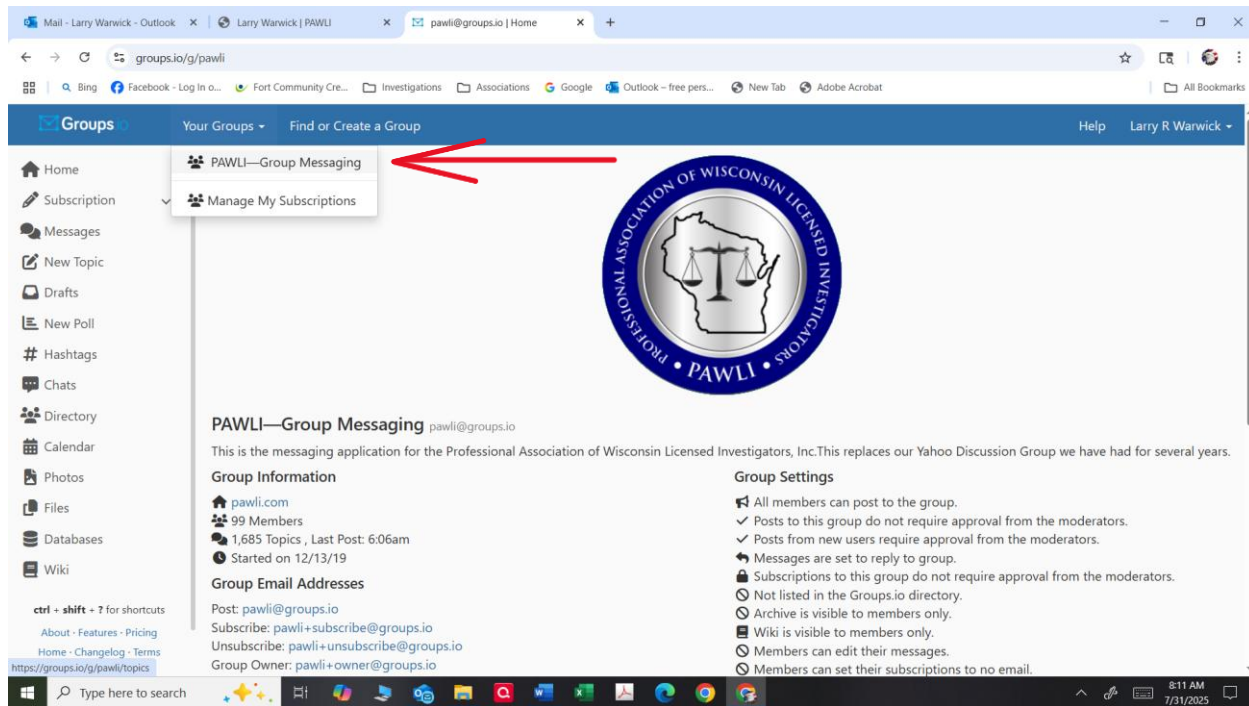 Mail - Larry Warwick - Outlook
Larry Warwick | PAWLI
pawli@groups.io | Home
groups.io/g/pawli
Bing Facebook - Log In o... Fort Community Cre... Investigations Associations Google Outlook – free pers... New Tab Adobe Acrobat All Bookmarks
Groups.io Your Groups Find or Create a Group Help Larry R Warwick
PAWLI—Group Messaging
Manage My Subscriptions
Home
Subscription
Messages
New Topic
Drafts
New Poll
Hashtags
Chats
Directory
Calendar
Photos
Files
Databases
Wiki
ctrl + shift + ? for shortcuts
About · Features · Pricing
Home · Changelog · Terms
https://groups.io/g/pawli/topics
PROFESSIONAL ASSOCIATION OF WISCONSIN LICENSED INVESTIGATORS
• PAWLI •
PAWLI—Group Messaging pawli@groups.io
This is the messaging application for the Professional Association of Wisconsin Licensed Investigators, Inc.This replaces our Yahoo Discussion Group we have had for several years.
Group Information
pawli.com
99 Members
1,685 Topics , Last Post: 6:06am
Started on 12/13/19
Group Email Addresses
Post: pawli@groups.io
Subscribe: pawli+subscribe@groups.io
Unsubscribe: pawli+unsubscribe@groups.io
Group Owner: pawli+owner@groups.io
Group Settings
All members can post to the group.
Posts to this group do not require approval from the moderators.
Posts from new users require approval from the moderators.
Messages are set to reply to group.
Subscriptions to this group do not require approval from the moderators.
Not listed in the Groups.io directory.
Archive is visible to members only.
Wiki is visible to members only.
Members can edit their messages.
Members can set their subscriptions to no email.
Type here to search
8:11 AM
7/31/2025